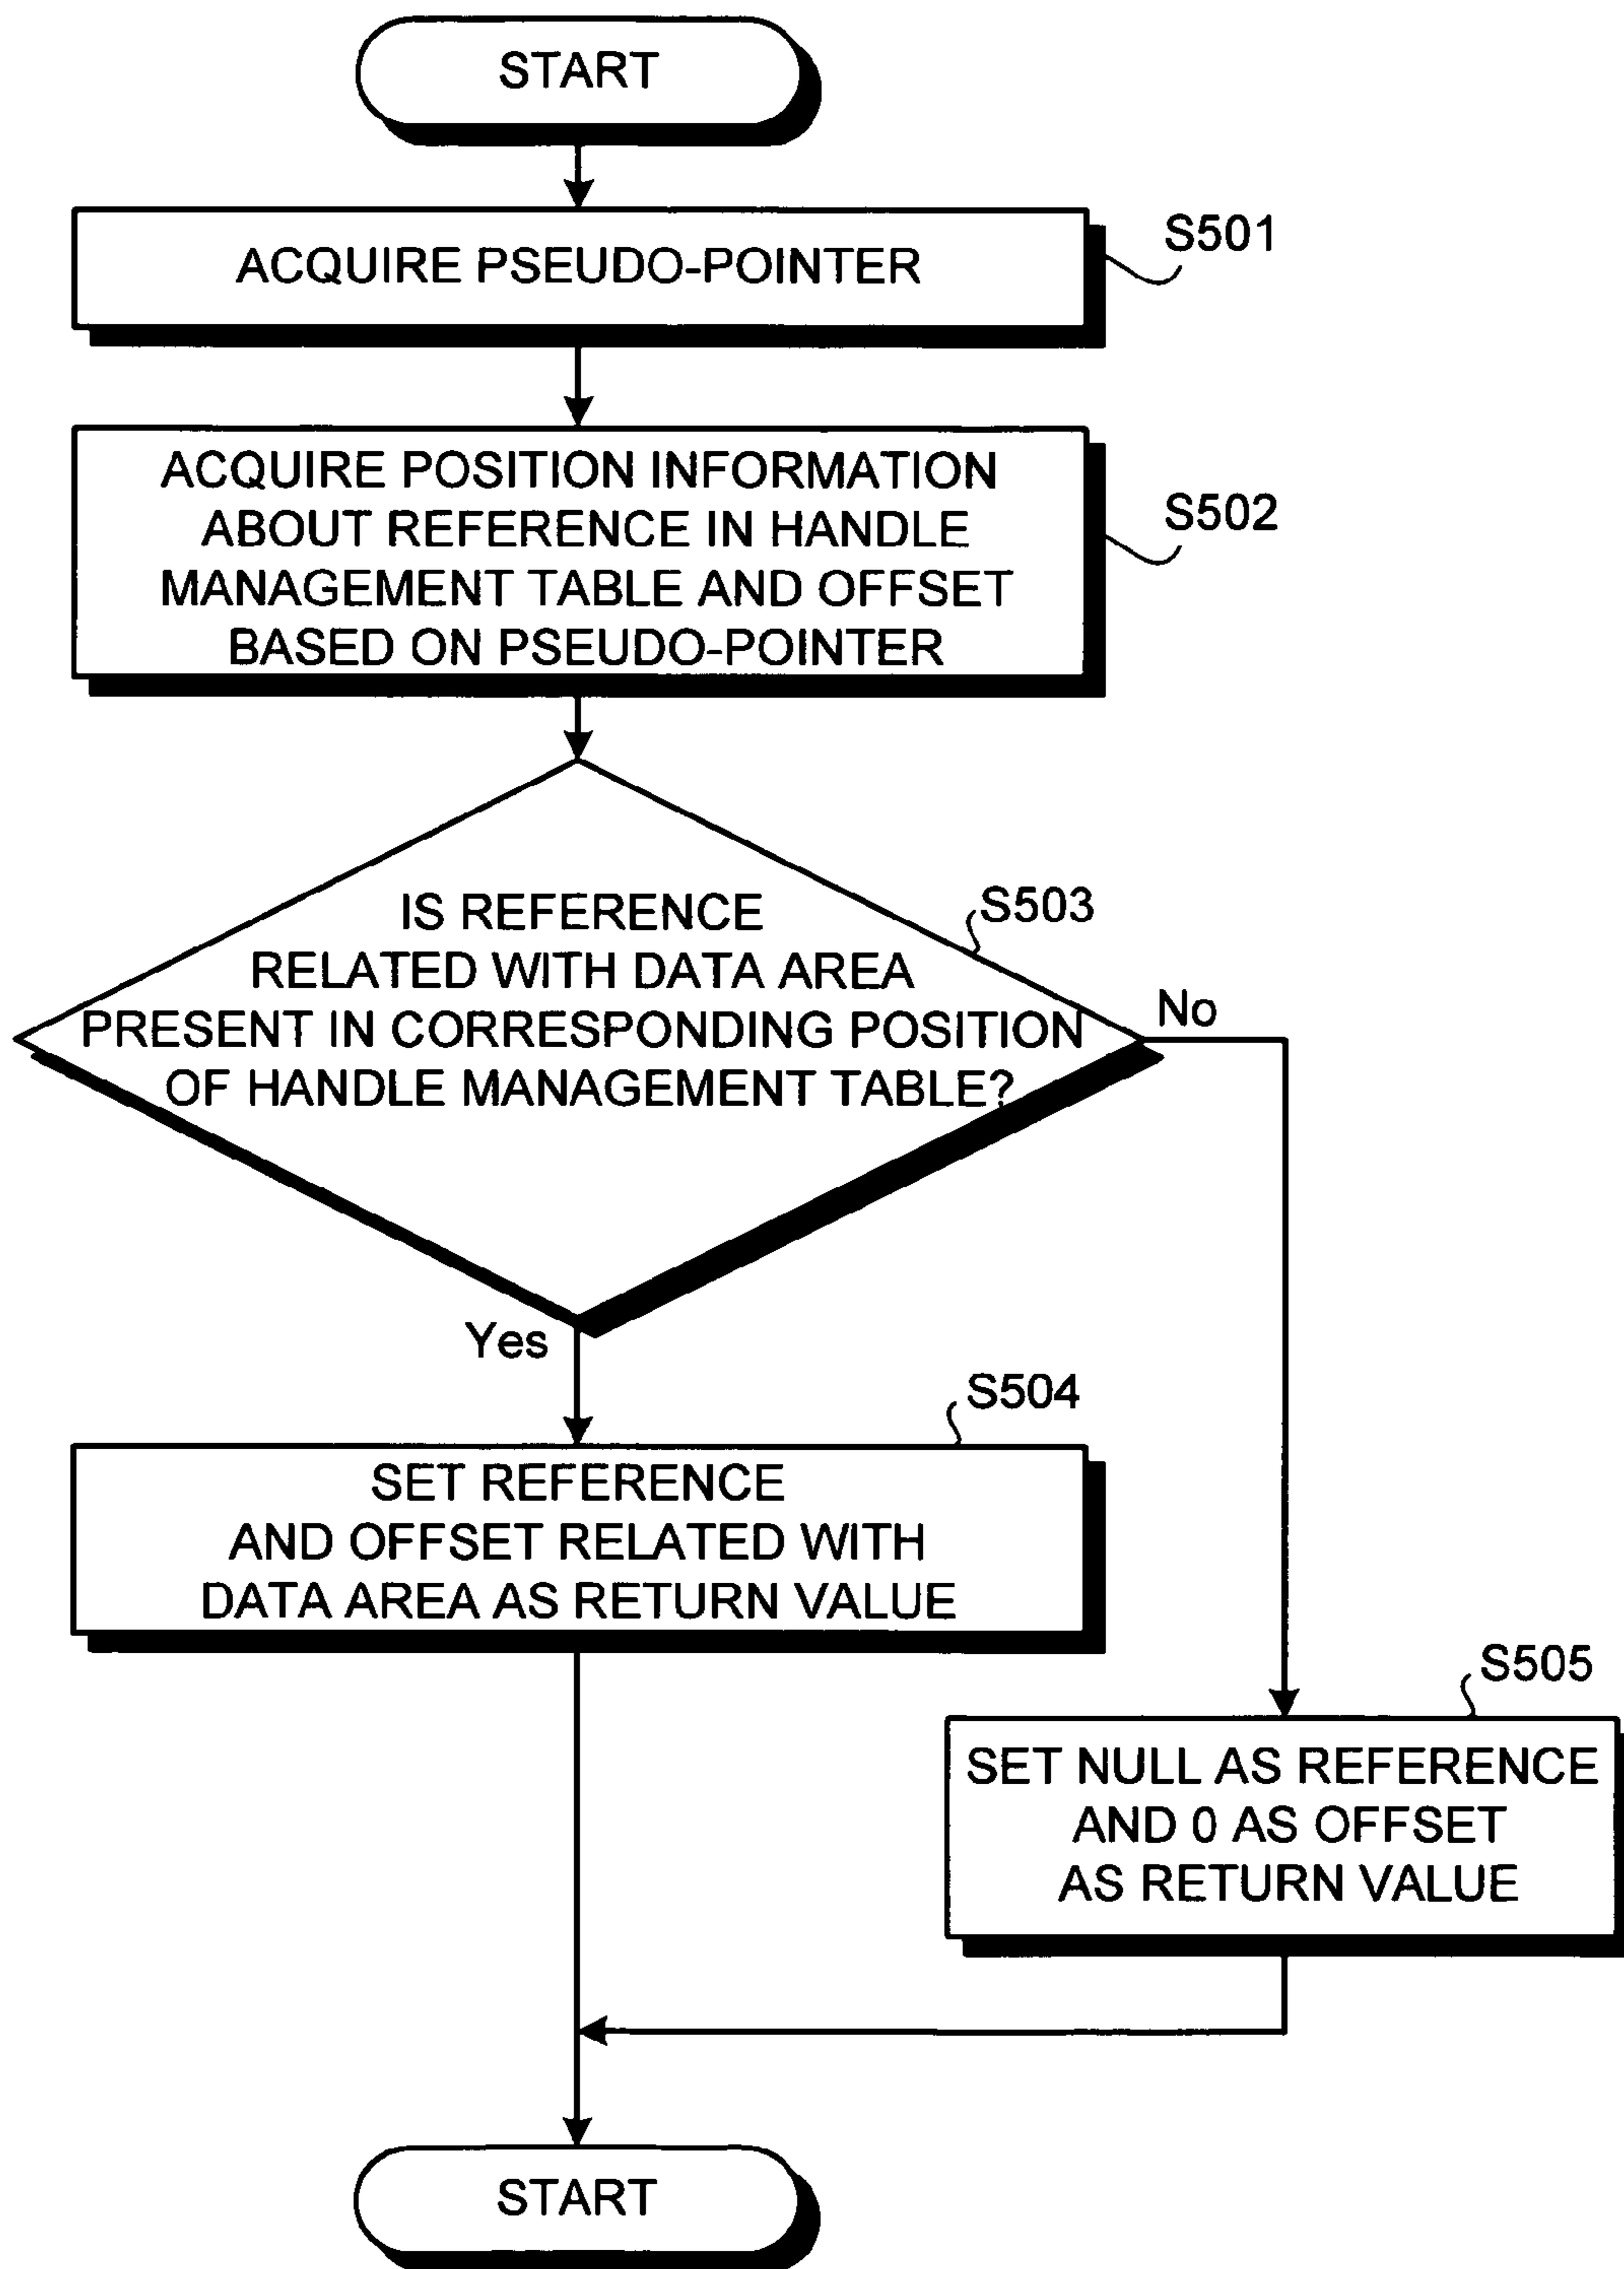 START
ACQUIRE PSEUDO-POINTER
S501
ACQUIRE POSITION INFORMATION
ABOUT REFERENCE IN HANDLE
MANAGEMENT TABLE AND OFFSET
BASED ON PSEUDO-POINTER
S502
IS REFERENCE
RELATED WITH DATA AREA
PRESENT IN CORRESPONDING POSITION
OF HANDLE MANAGEMENT TABLE?
S503
No
Yes
S504
SET REFERENCE
AND OFFSET RELATED WITH
DATA AREA AS RETURN VALUE
S505
SET NULL AS REFERENCE
AND 0 AS OFFSET
AS RETURN VALUE
START